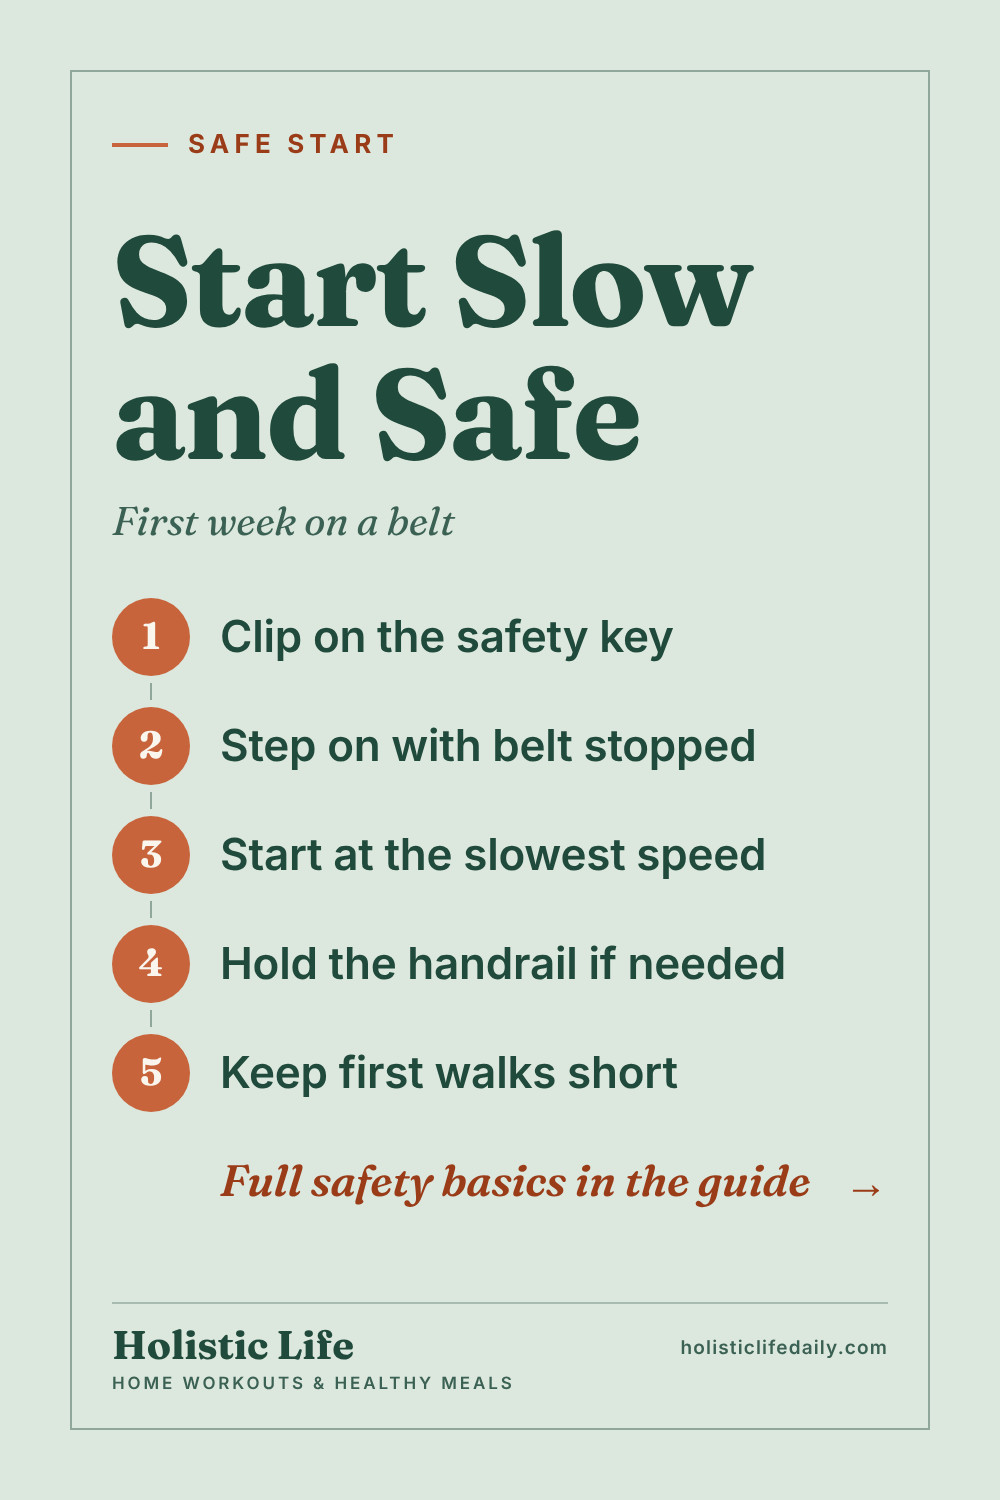 SAFE START
Start Slow
and Safe
First week on a belt
1 Clip on the safety key
2 Step on with belt stopped
3 Start at the slowest speed
4 Hold the handrail if needed
5 Keep first walks short
Full safety basics in the guide →
Holistic Life
HOME WORKOUTS & HEALTHY MEALS
holisticlifedaily.com